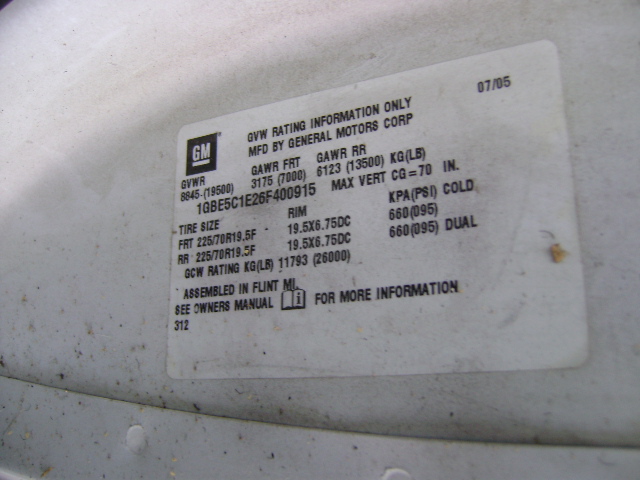 07/05
GM
GVW RATING INFORMATION ONLY
MFD BY GENERAL MOTORS CORP
GVWR GAWR FRT GAWR RR
8845-(19500) 3175 (7000) 6123 (13500) KG(LB)
1GBE5C1E26F400915 MAX VERT CG=70 IN.
TIRE SIZE RIM KPA(PSI) COLD
FRT 225/70R19.5F 19.5X6.75DC 660(095)
RR 225/70R19.5F 19.5X6.75DC 660(095) DUAL
GCW RATING KG(LB) 11793 (26000)
ASSEMBLED IN FLINT MI.
SEE OWNERS MANUAL i FOR MORE INFORMATION
312